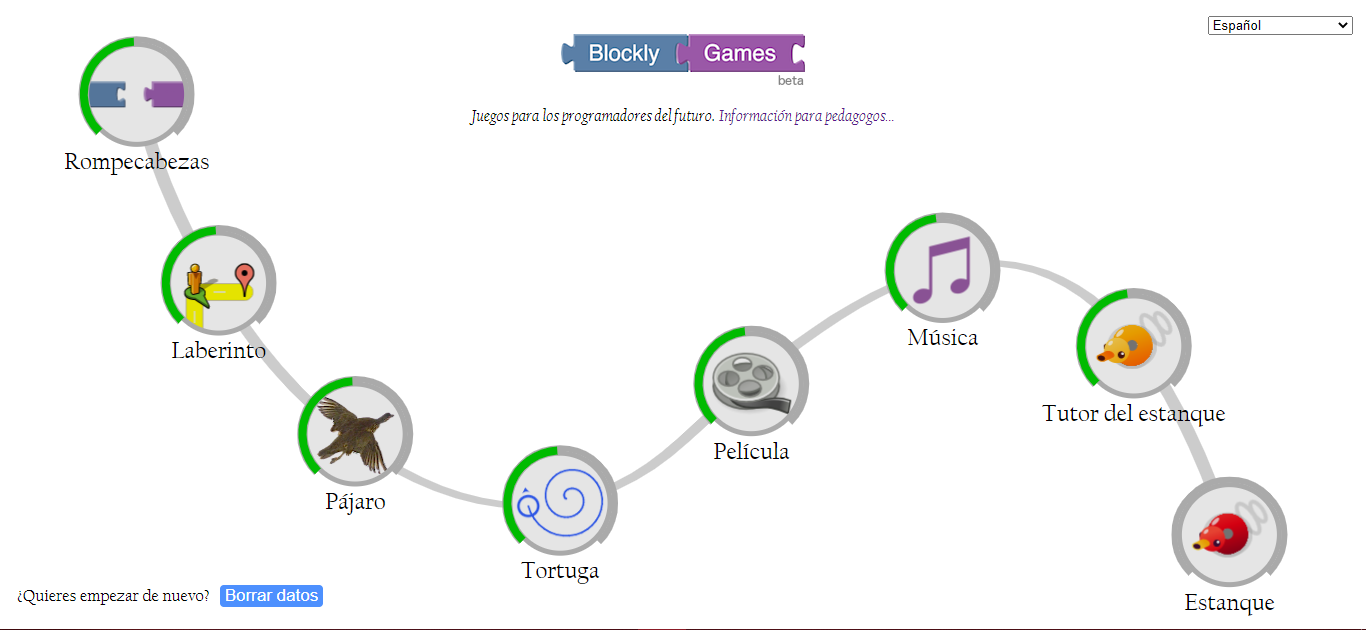 Español
Blockly Games
beta
Juegos para los programadores del futuro. Información para pedagogos...
Rompecabezas
Laberinto
Pájaro
Tortuga
Película
Música
Tutor del estanque
Estanque
¿Quieres empezar de nuevo? Borrar datos